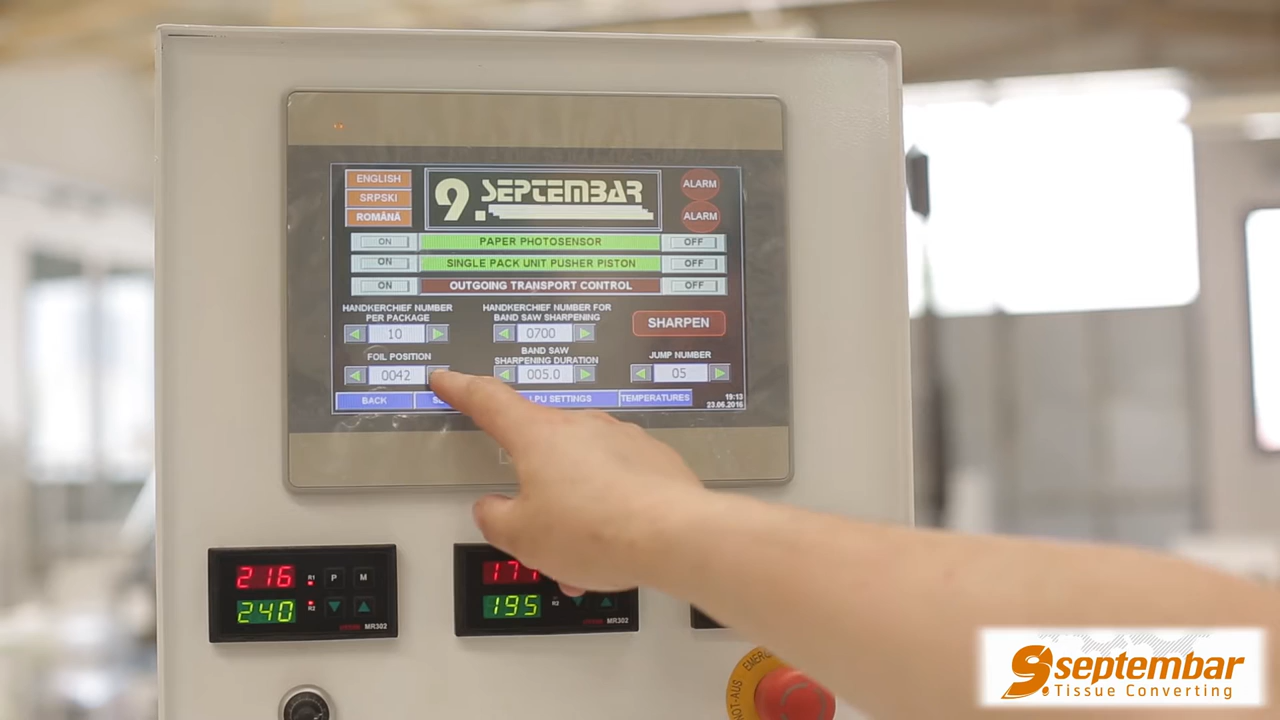 ENGLISH
SRPSKI
ROMÂNĂ
9. SEPTEMBAR
ALARM
ALARM
ON PAPER PHOTOSENSOR OFF
ON SINGLE PACK UNIT PUSHER PISTON OFF
ON OUTGOING TRANSPORT CONTROL OFF
HANDKERCHIEF NUMBER
PER PACKAGE
10
HANDKERCHIEF NUMBER FOR
BAND SAW SHARPENING
0700
SHARPEN
FOIL POSITION
0042
BAND SAW
SHARPENING DURATION
005.0
JUMP NUMBER
05
BACK
LPU SETTINGS
TEMPERATURES
19:13
23.06.2016
216
R1
P M
240
R2
MR302
195
R2
MR302
NOT-AUS
9 septembar
Tissue Converting